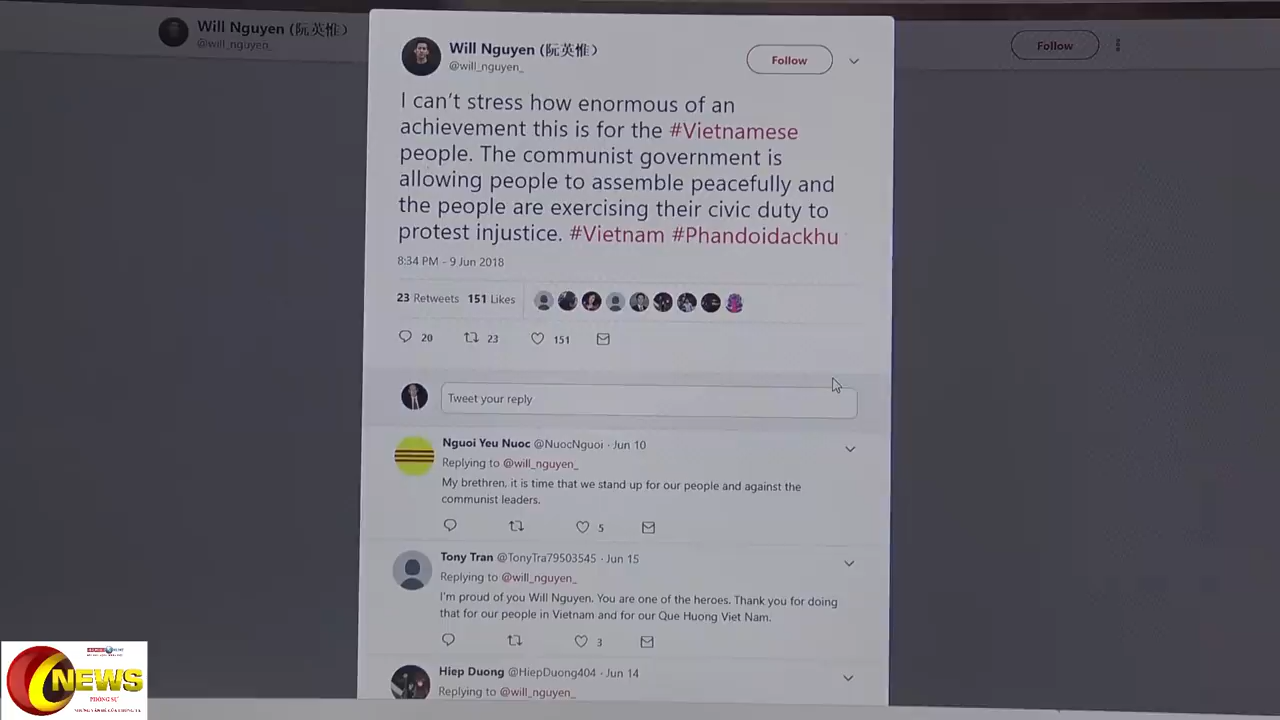 Will Nguyen (阮英惟)
@will_nguyen_
Follow
Will Nguyen (阮英惟)
@will_nguyen_
Follow
I can't stress how enormous of an
achievement this is for the #Vietnamese
people. The communist government is
allowing people to assemble peacefully and
the people are exercising their civic duty to
protest injustice. #Vietnam #Phandoidackhu
8:34 PM - 9 Jun 2018
23 Retweets 151 Likes
20 23 151
Tweet your reply
Nguoi Yeu Nuoc @NuocNguoi · Jun 10
Replying to @will_nguyen_
My brethren, it is time that we stand up for our people and against the
communist leaders.
5
Tony Tran @TonyTra79503545 · Jun 15
Replying to @will_nguyen_
I'm proud of you Will Nguyen. You are one of the heroes. Thank you for doing
that for our people in Vietnam and for our Que Huong Viet Nam.
3
Hiep Duong @HiepDuong404 · Jun 14
Replying to @will_nguyen_
NEWS
PHÓNG SỰ